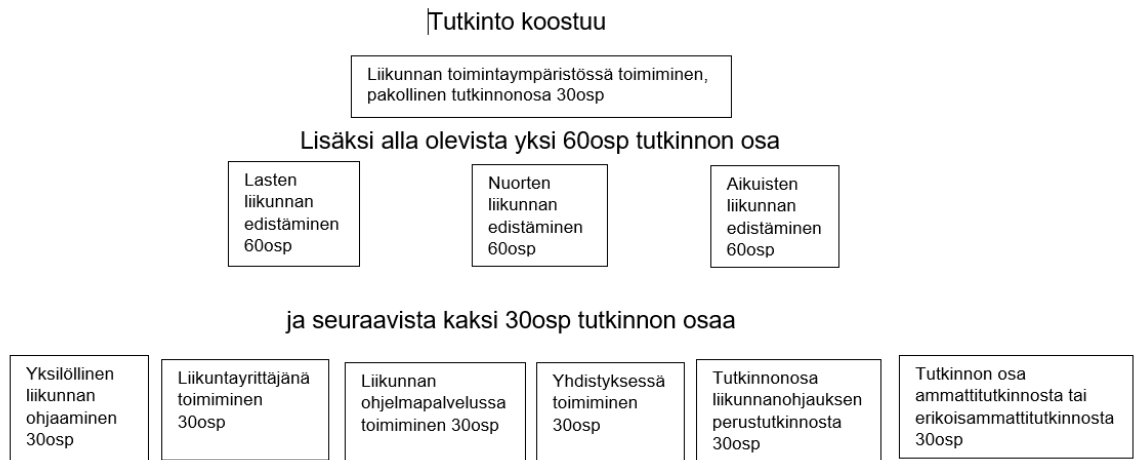 Tutkinto koostuu
Liikunnan toimintaympäristössä toimiminen,
pakollinen tutkinnonosa 30osp
Lisäksi alla olevista yksi 60osp tutkinnon osa
Lasten
liikunnan
edistäminen
60osp
Nuorten
liikunnan
edistäminen
60osp
Aikuisten
liikunnan
edistäminen
60osp
ja seuraavista kaksi 30osp tutkinnon osaa
Yksilöllinen
liikunnan
ohjaaminen
30osp
Liikuntayrittäjänä
toimiminen
30osp
Liikunnan
ohjelmapalvelussa
toimiminen 30osp
Yhdistyksessä
toimiminen
30osp
Tutkinnonosa
liikunnanohjauksen
perustutkinnosta
30osp
Tutkinnon osa
ammattitutkinnosta tai
erikoisammattitutkinnosta
30osp